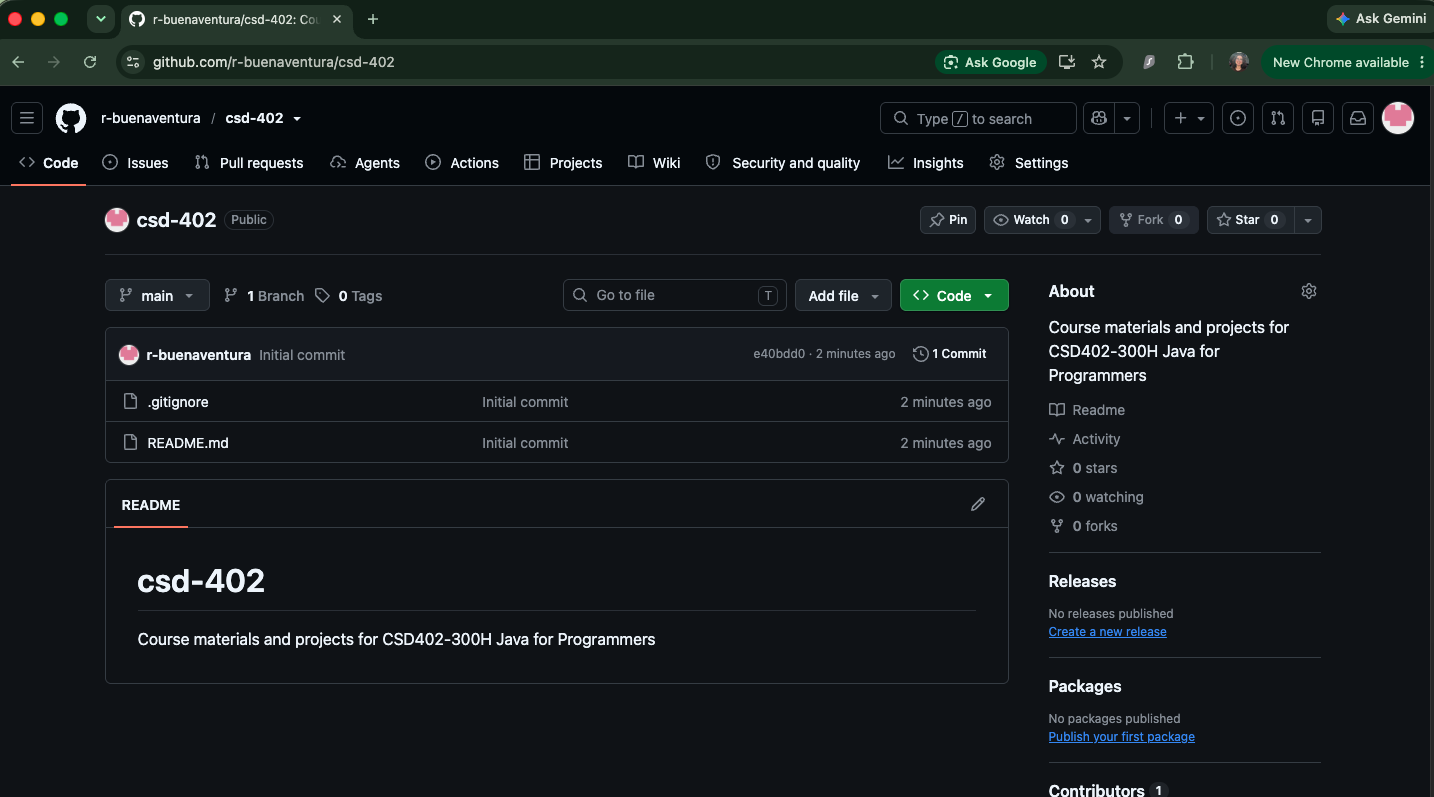 r-buenaventura/csd-402: Cou
Ask Gemini
github.com/r-buenaventura/csd-402
Ask Google
New Chrome available
r-buenaventura / csd-402
Type / to search
Code
Issues
Pull requests
Agents
Actions
Projects
Wiki
Security and quality
Insights
Settings
csd-402 Public
Pin
Watch 0
Fork 0
Star 0
main
1 Branch
0 Tags
Go to file T
Add file
Code
r-buenaventura Initial commit
e40bdd0 · 2 minutes ago
1 Commit
.gitignore Initial commit 2 minutes ago
README.md Initial commit 2 minutes ago
README
csd-402
Course materials and projects for CSD402-300H Java for Programmers
About
Course materials and projects for
CSD402-300H Java for
Programmers
Readme
Activity
0 stars
0 watching
0 forks
Releases
No releases published
Create a new release
Packages
No packages published
Publish your first package
Contributors 1